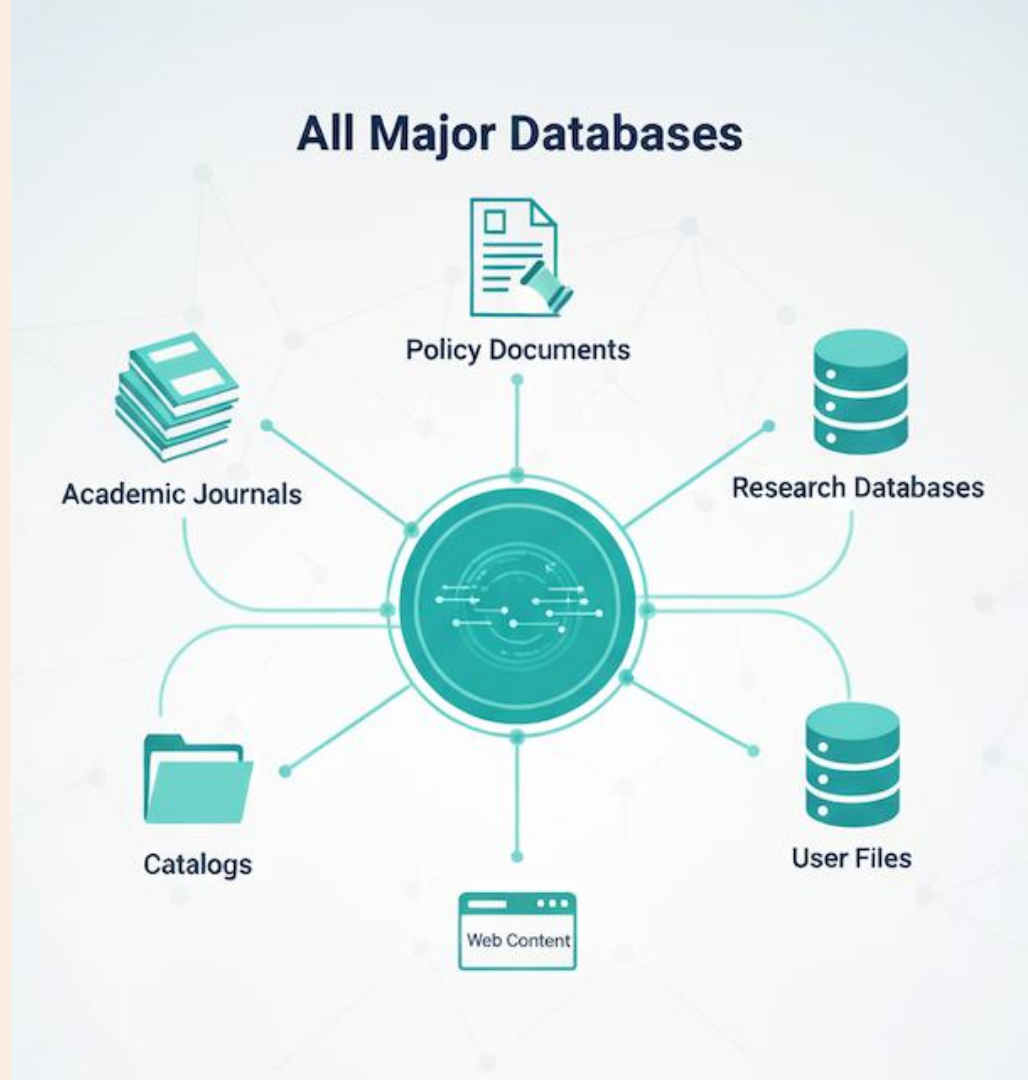 All Major Databases
Policy Documents
Academic Journals
Research Databases
Catalogs
User Files
Web Content